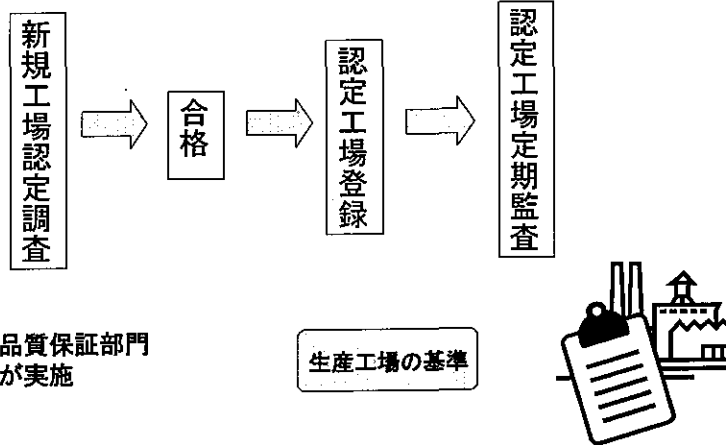 新規工場認定調査
合格
認定工場登録
認定工場定期監査
品質保証部門
が実施
生産工場の基準